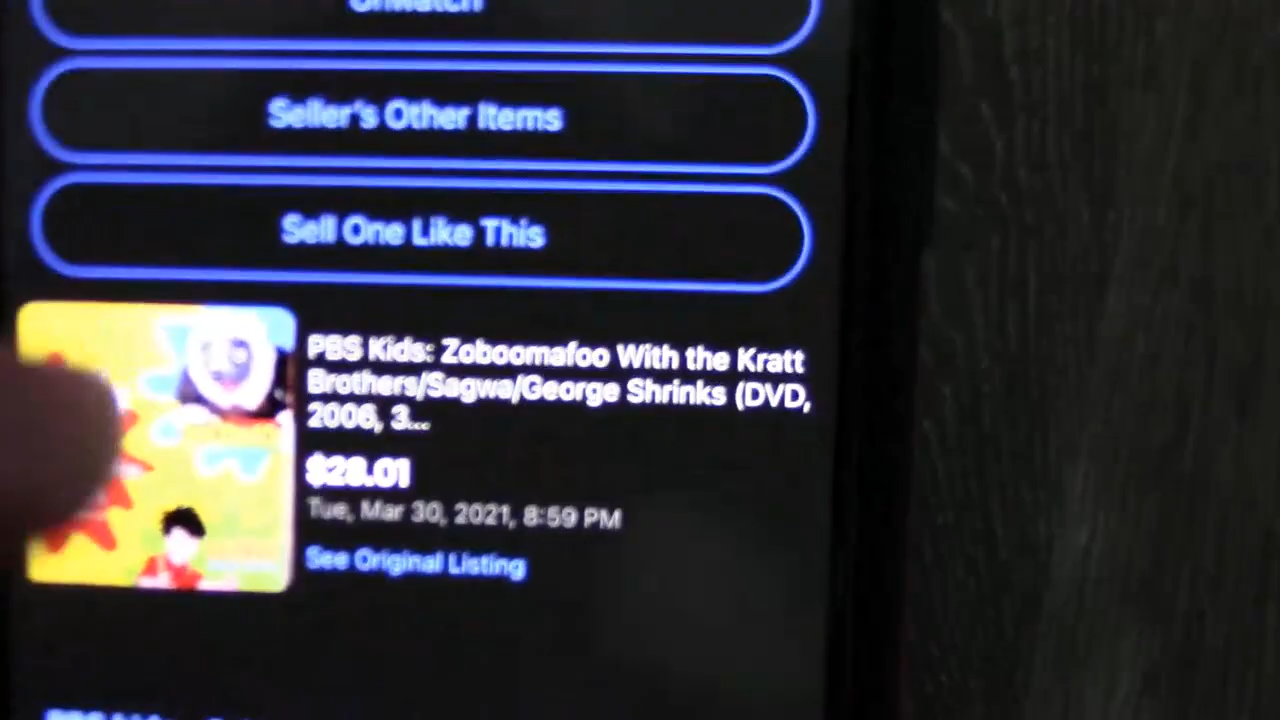 Unwatch
Seller's Other Items
Sell One Like This
PBS Kids: Zoboomafoo With the Kratt
Brothers/Sagwa/George Shrinks (DVD,
2006, 3...
$28.01
Tue, Mar 30, 2021, 8:59 PM
See Original Listing